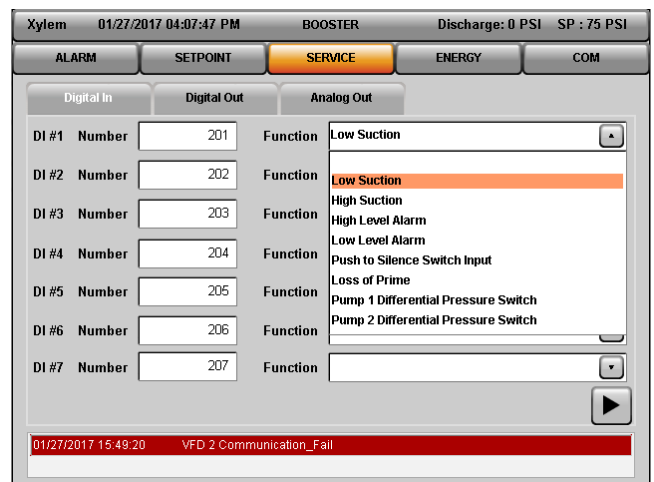 Xylem 01/27/2017 04:07:47 PM BOOSTER Discharge: 0 PSI SP : 75 PSI
ALARM SETPOINT SERVICE ENERGY COM
Digital In Digital Out Analog Out
DI #1 Number 201 Function Low Suction
DI #2 Number 202 Function
Low Suction
High Suction
DI #3 Number 203 Function
High Level Alarm
Low Level Alarm
DI #4 Number 204 Function
Push to Silence Switch Input
Loss of Prime
DI #5 Number 205 Function
Pump 1 Differential Pressure Switch
Pump 2 Differential Pressure Switch
DI #6 Number 206 Function
DI #7 Number 207 Function
01/27/2017 15:49:20 VFD 2 Communication_Fail